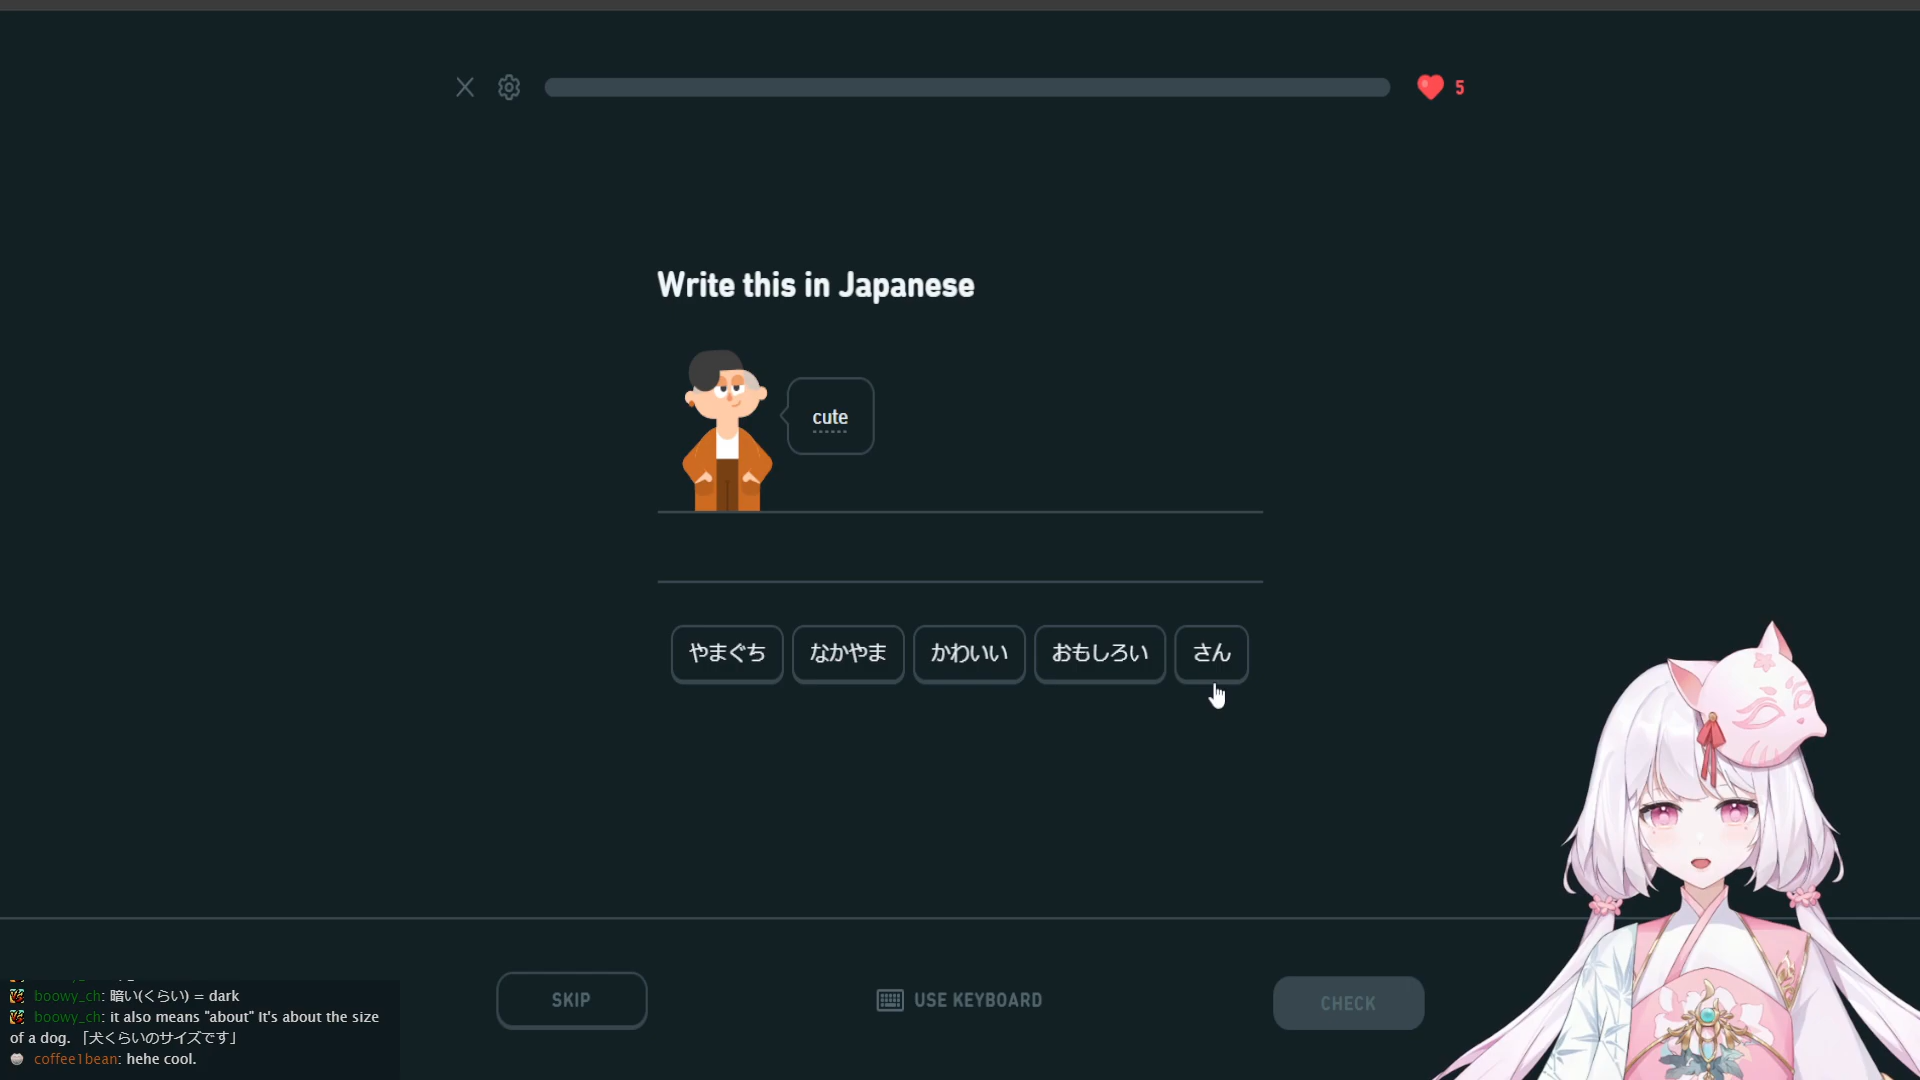 5
Write this in Japanese
cute
やまぐち
なかやま
かわいい
おもしろい
さん
SKIP
USE KEYBOARD
CHECK
boowy_ch: 暗い(くらい) = dark
boowy_ch: it also means "about" It's about the size
of a dog. 「犬くらいのサイズです」
coffee1bean: hehe cool.